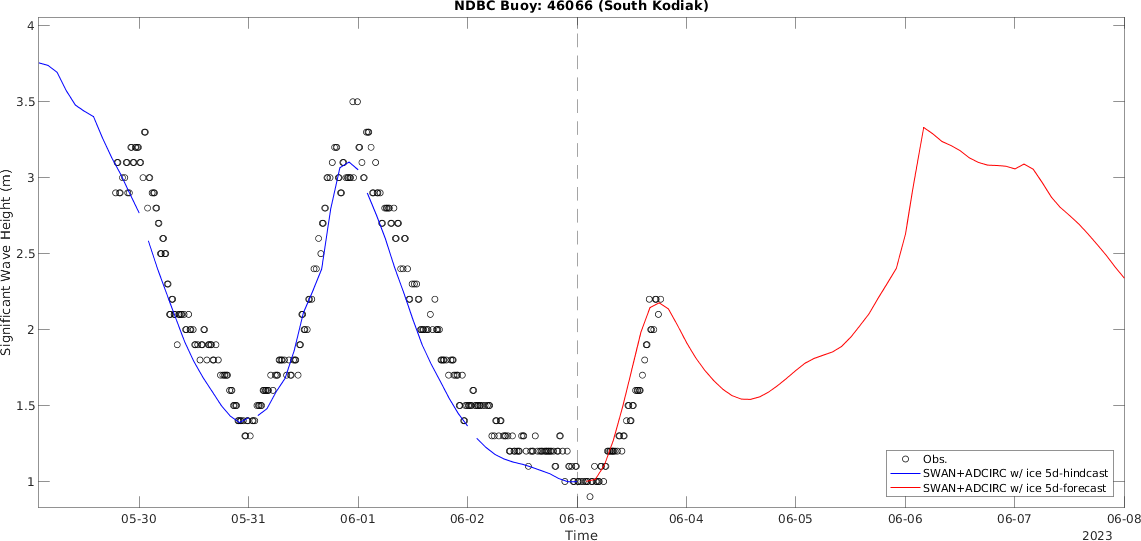 NDBC Buoy: 46066 (South Kodiak)
4
3.5
3
2.5
2
1.5
1
Significant Wave Height (m)
Obs.
SWAN+ADCIRC w/ ice 5d-hindcast
SWAN+ADCIRC w/ ice 5d-forecast
05-30 05-31 06-01 06-02 06-03 06-04 06-05 06-06 06-07 06-08
Time
2023